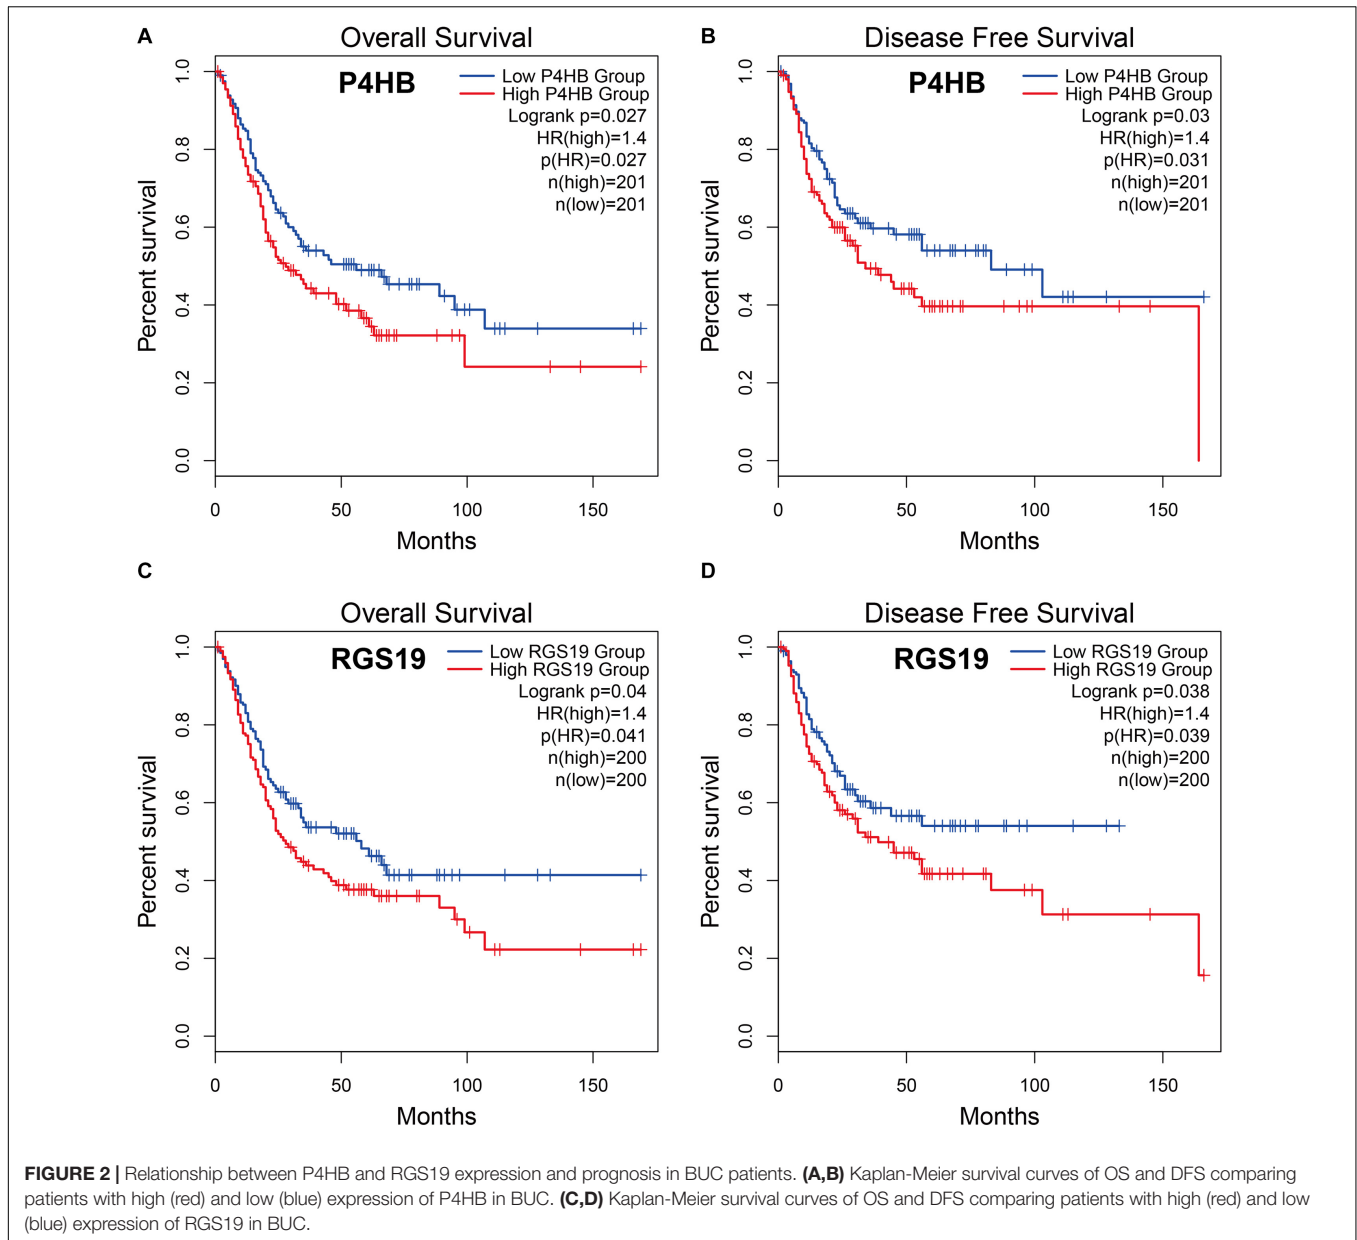 A
Overall Survival
P4HB
Low P4HB Group
High P4HB Group
Logrank p=0.027
HR(high)=1.4
p(HR)=0.027
n(high)=201
n(low)=201
Percent survival
1.0
0.8
0.6
0.4
0.2
0.0
0 50 100 150
Months
B
Disease Free Survival
P4HB
Low P4HB Group
High P4HB Group
Logrank p=0.03
HR(high)=1.4
p(HR)=0.031
n(high)=201
n(low)=201
Percent survival
1.0
0.8
0.6
0.4
0.2
0.0
0 50 100 150
Months
C
Overall Survival
RGS19
Low RGS19 Group
High RGS19 Group
Logrank p=0.04
HR(high)=1.4
p(HR)=0.041
n(high)=200
n(low)=200
Percent survival
1.0
0.8
0.6
0.4
0.2
0.0
0 50 100 150
Months
D
Disease Free Survival
RGS19
Low RGS19 Group
High RGS19 Group
Logrank p=0.038
HR(high)=1.4
p(HR)=0.039
n(high)=200
n(low)=200
Percent survival
1.0
0.8
0.6
0.4
0.2
0.0
0 50 100 150
Months
FIGURE 2 | Relationship between P4HB and RGS19 expression and prognosis in BUC patients. (A,B) Kaplan-Meier survival curves of OS and DFS comparing
patients with high (red) and low (blue) expression of P4HB in BUC. (C,D) Kaplan-Meier survival curves of OS and DFS comparing patients with high (red) and low
(blue) expression of RGS19 in BUC.